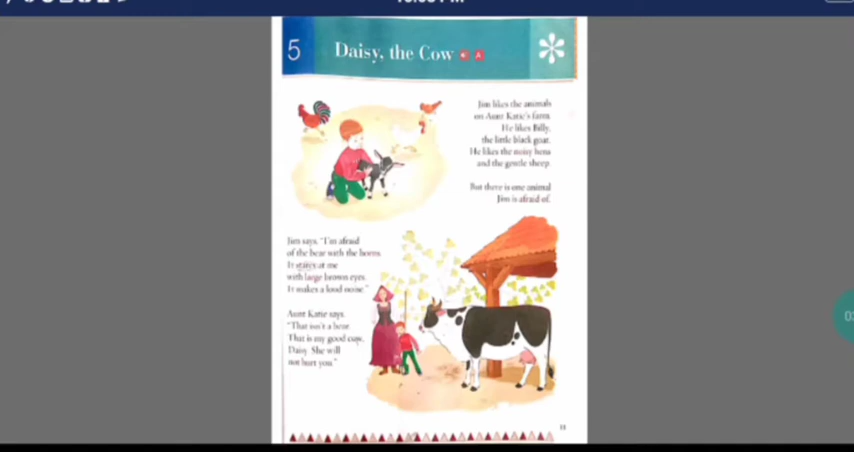 5
Daisy, the Cow
Jim likes the animals
on Aunt Katie's farm.
He likes Billy,
the little black goat.
He likes the noisy hens
and the gentle sheep.
But there is one animal
Jim is afraid of.
Jim says, "I'm afraid
of the bear with the horns.
It stares at me
with large brown eyes.
It makes a loud noise."
Aunt Katie says,
"That isn't a bear.
That is my good cow,
Daisy. She will
not hurt you."